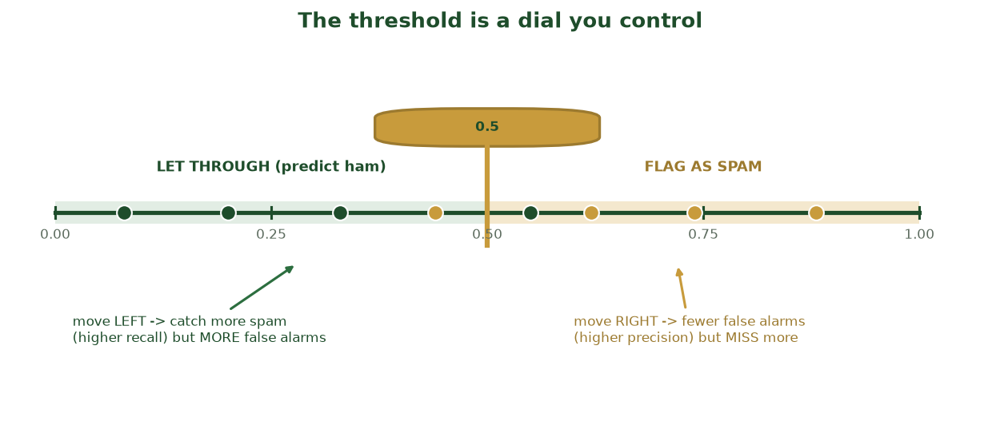 The threshold is a dial you control
0.5
LET THROUGH (predict ham)
FLAG AS SPAM
0.00
0.25
0.50
0.75
1.00
move LEFT -> catch more spam
(higher recall) but MORE false alarms
move RIGHT -> fewer false alarms
(higher precision) but MISS more